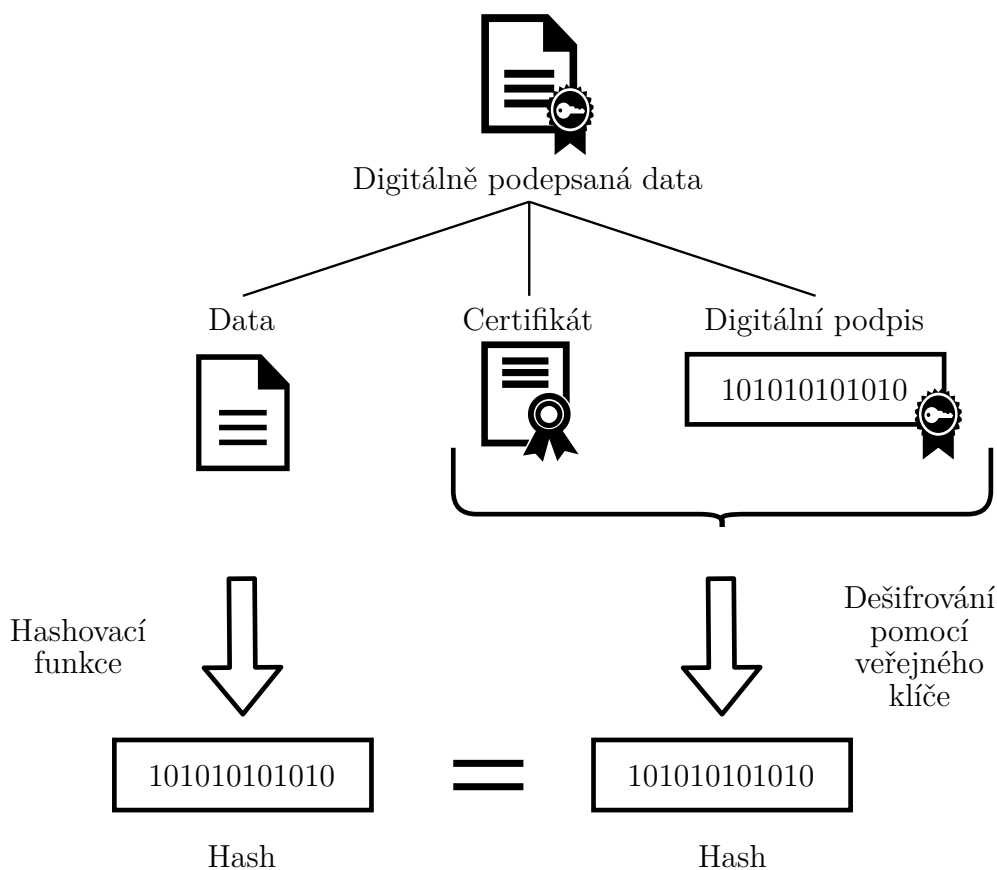 Digitálně podepsaná data
Data
Certifikát
Digitální podpis
101010101010
Hashovací
funkce
Dešifrování
pomocí
veřejného
klíče
101010101010
101010101010
Hash
Hash